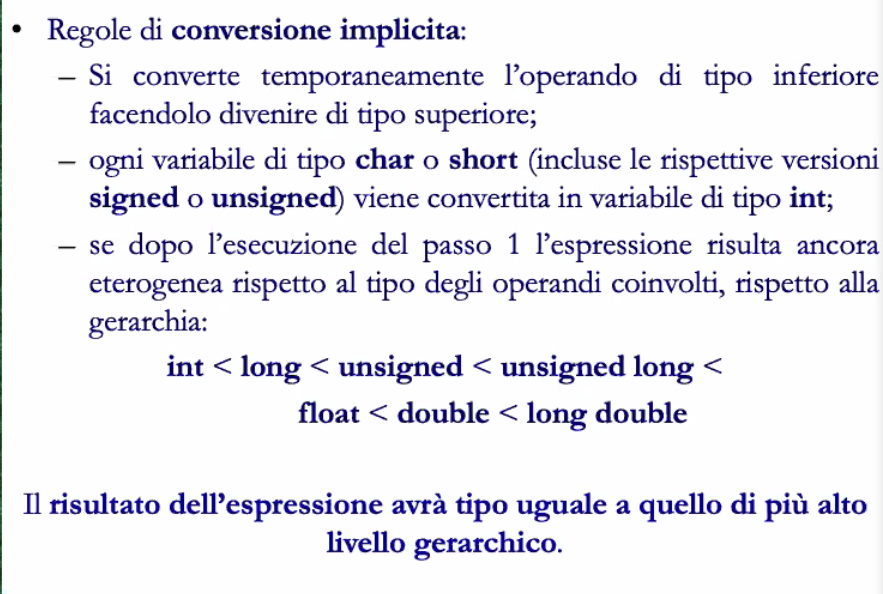 • Regole di conversione implicita:
– Si converte temporaneamente l'operando di tipo inferiore
facendolo divenire di tipo superiore;
– ogni variabile di tipo char o short (incluse le rispettive versioni
signed o unsigned) viene convertita in variabile di tipo int;
– se dopo l'esecuzione del passo 1 l'espressione risulta ancora
eterogenea rispetto al tipo degli operandi coinvolti, rispetto alla
gerarchia:
int < long < unsigned < unsigned long <
float < double < long double
Il risultato dell'espressione avrà tipo uguale a quello di più alto
livello gerarchico.